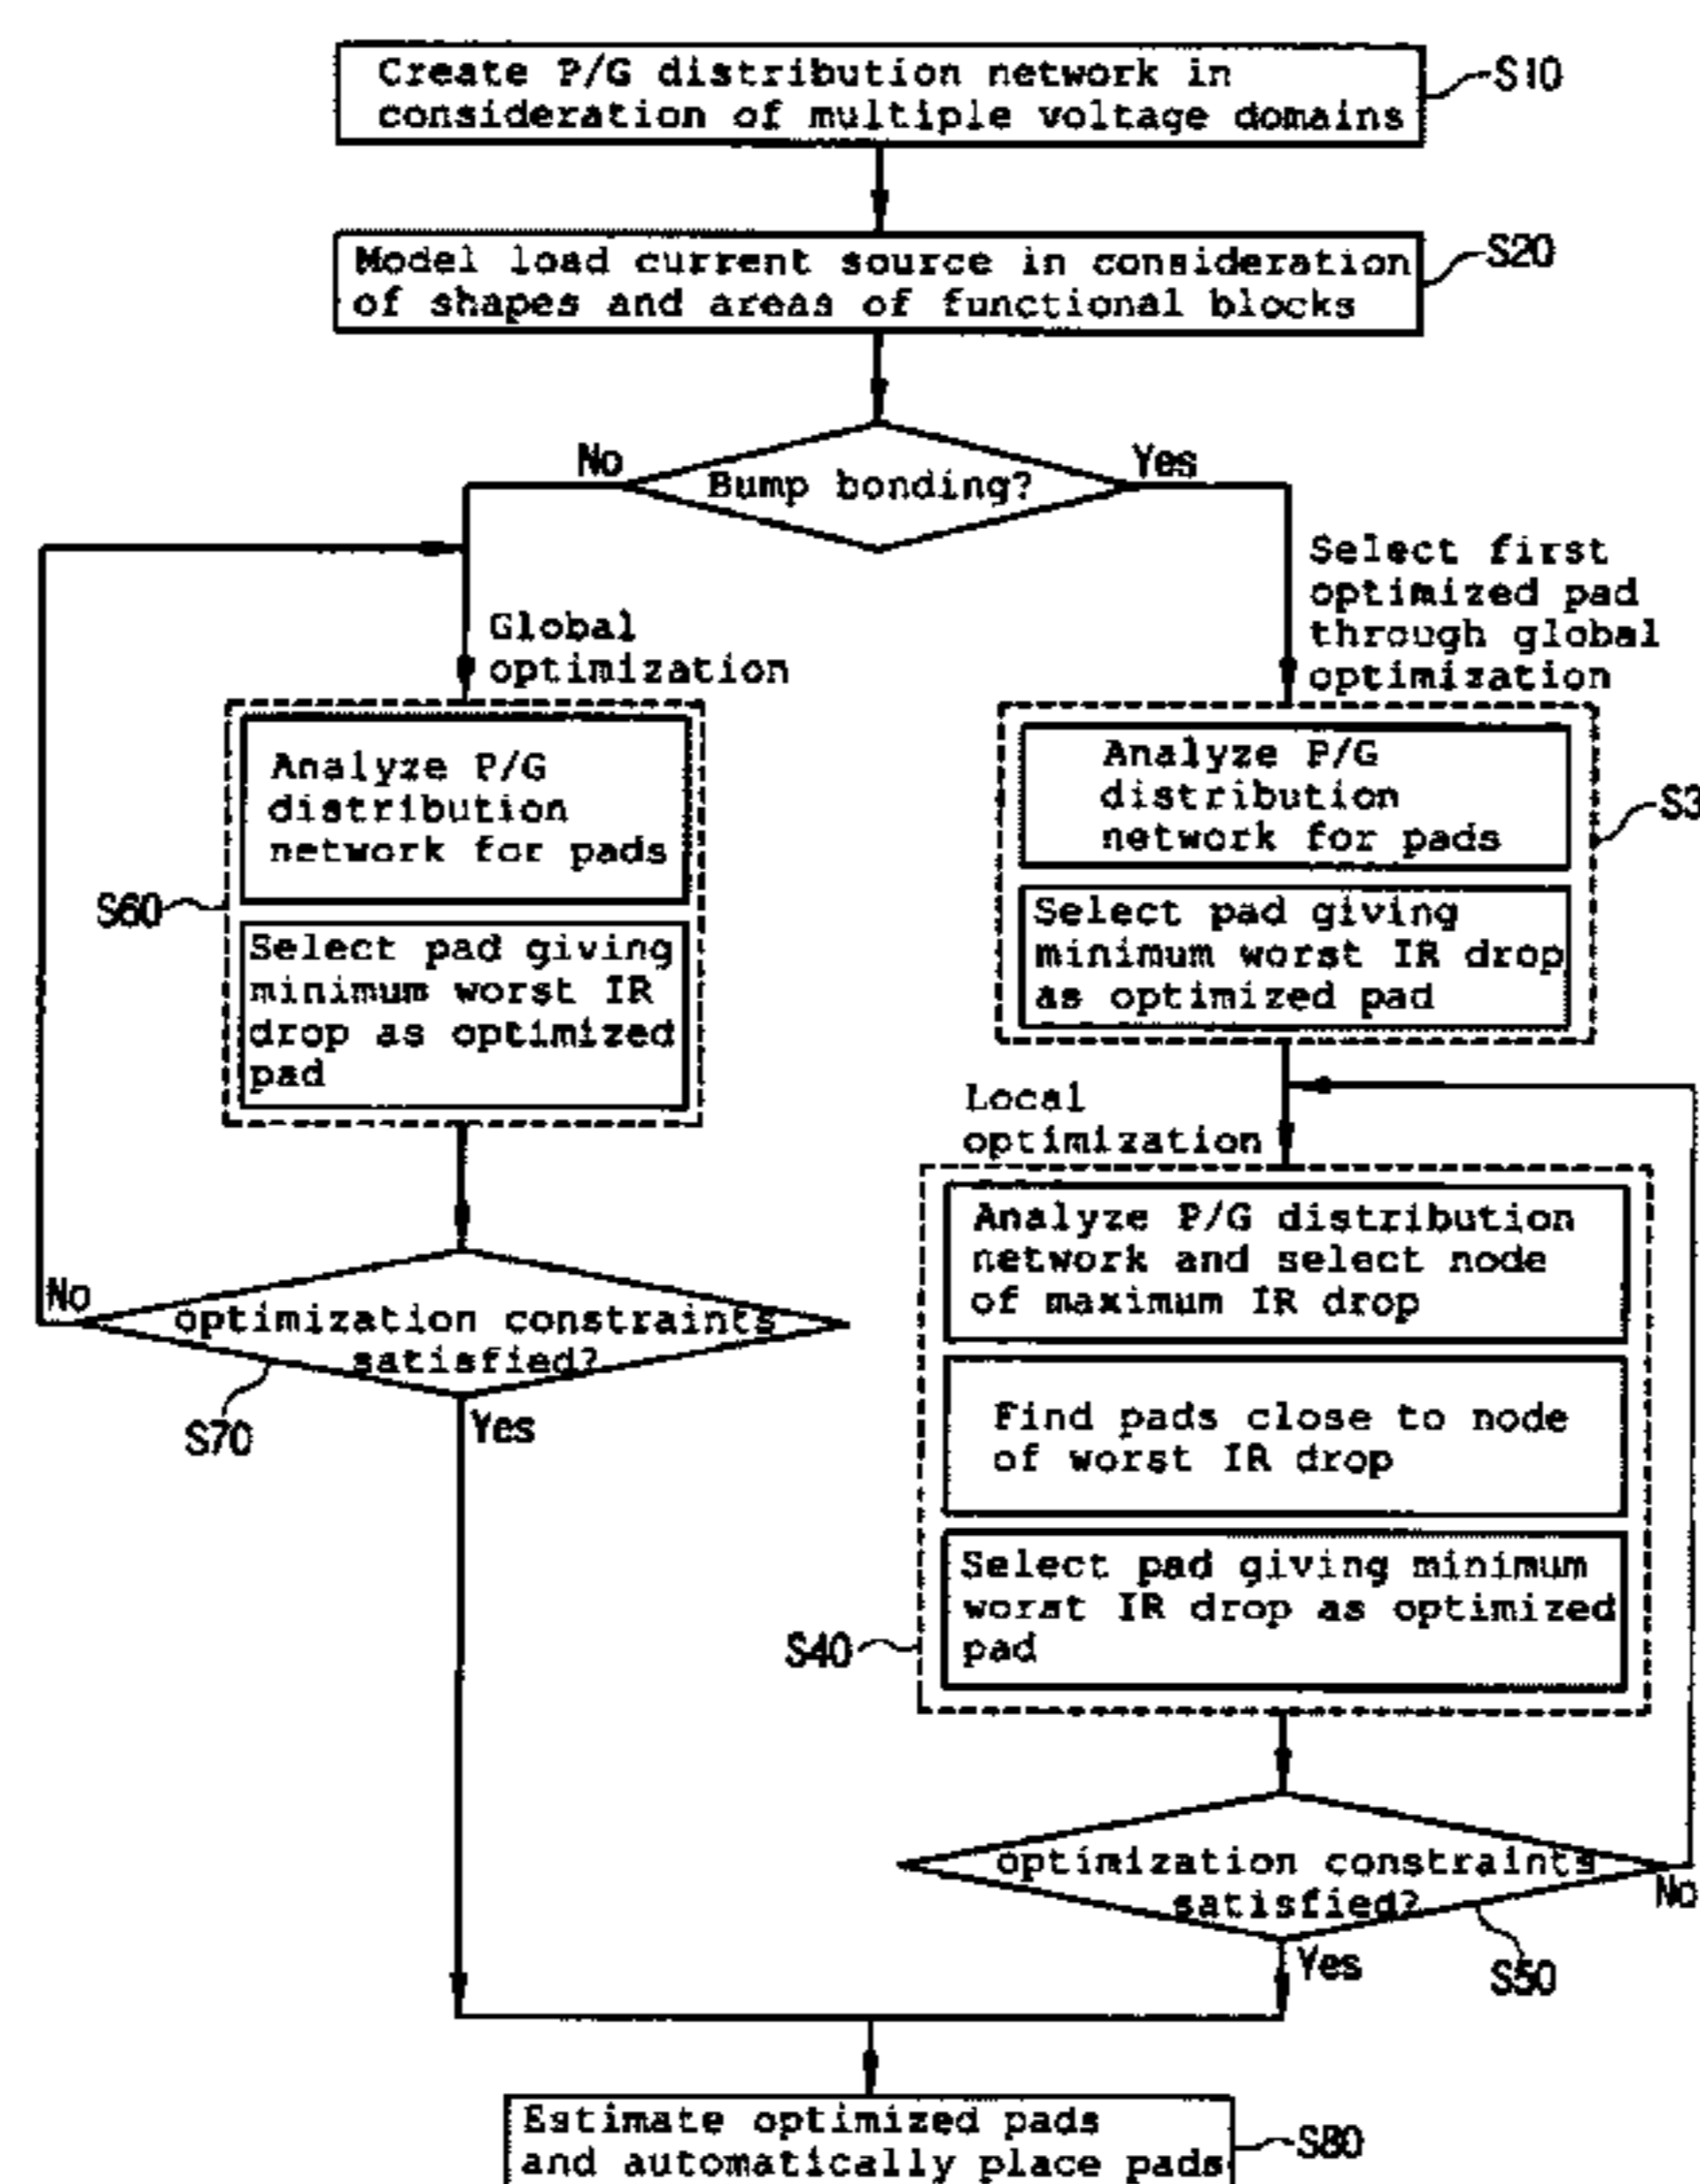 Create P/G distribution network in
consideration of multiple voltage domains
S10
Model load current source in consideration
of shapes and areas of functional blocks
S20
No
Bump bonding?
Yes
Global
optimization
Select first
optimized pad
through global
optimization
Analyze P/G
distribution
network for pads
Select pad giving
minimum worst IR
drop as optimized
pad
S60
Analyze P/G
distribution
network for pads
Select pad giving
minimum worst IR drop
as optimized pad
S3
Local
optimization
Analyze P/G distribution
network and select node
of maximum IR drop
Find pads close to node
of worst IR drop
Select pad giving minimum
worst IR drop as optimized
pad
S40
No
optimization constraints
satisfied?
S70
Yes
optimization constraints
satisfied?
No
Yes
S50
Estimate optimized pads
and automatically place pads
S80